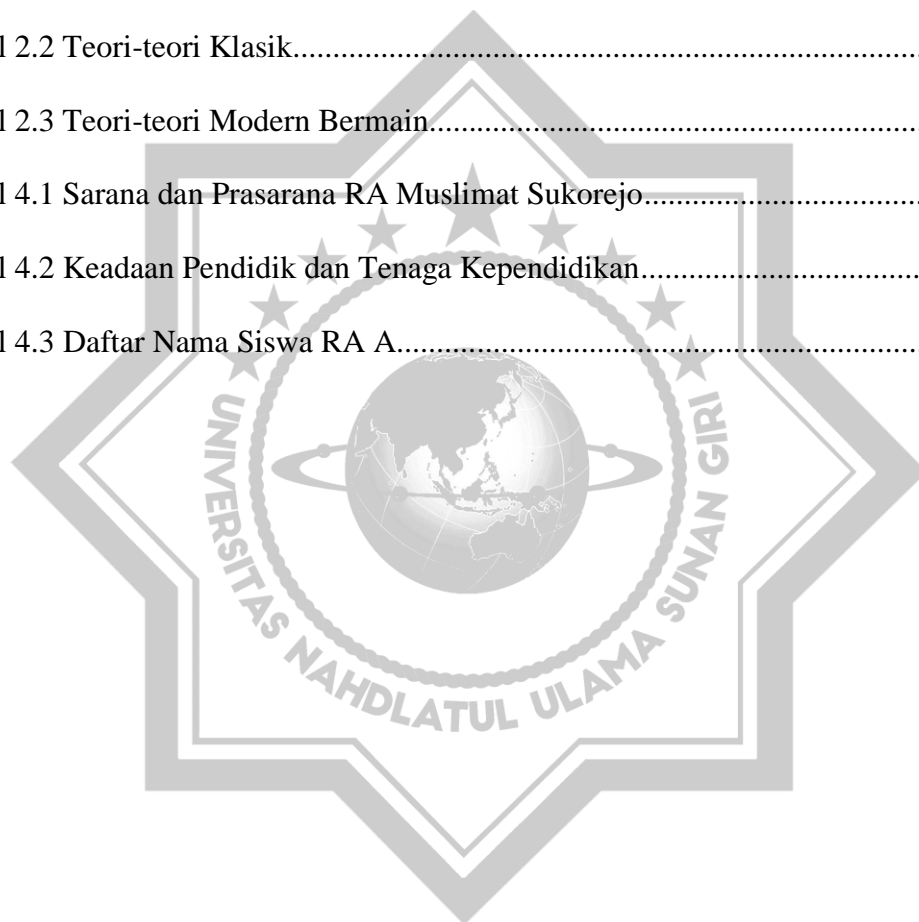 l 2.2 Teori-teori Klasik
l 2.3 Teori-teori Modern Bermain
l 4.1 Sarana dan Prasarana RA Muslimat Sukorejo
l 4.2 Keadaan Pendidik dan Tenaga Kependidikan
l 4.3 Daftar Nama Siswa RA A
UNIVERSITAS NAHDLATUL ULAMA SUNAN GIRI